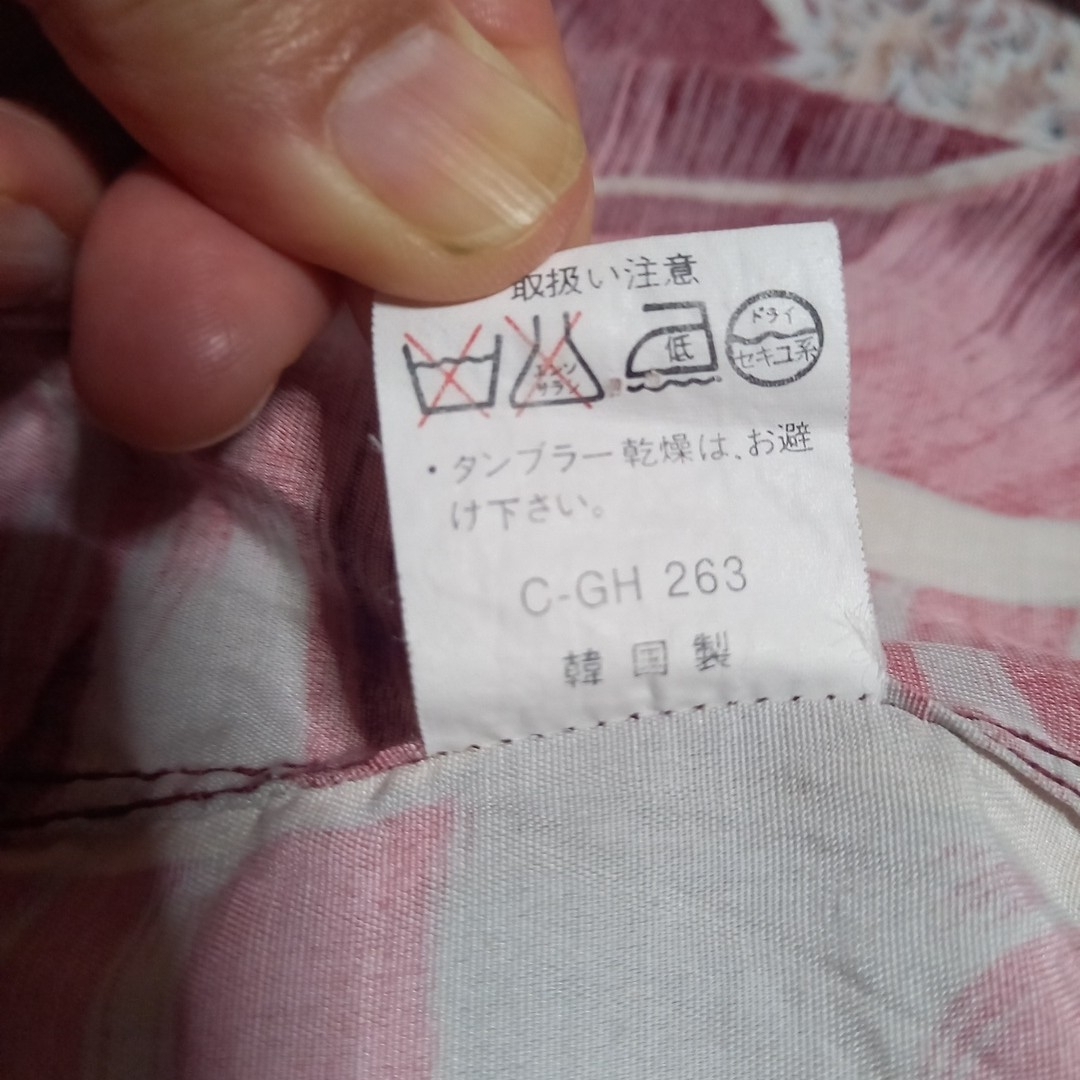 取扱い注意
エンソ
サラシ
低
ドライ
セキユ系
・タンブラー乾燥は、お避
け下さい。
C-GH 263
韓国製